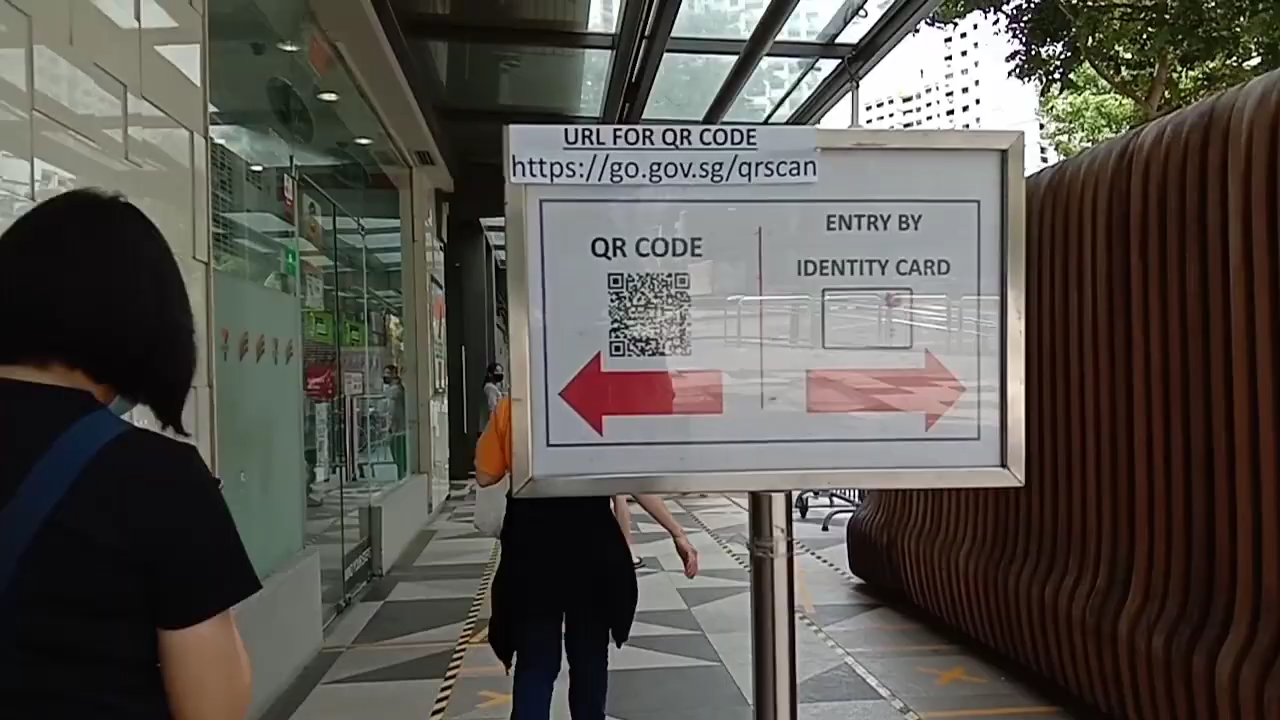 URL FOR QR CODE
https://go.gov.sg/qrscan
QR CODE
ENTRY BY
IDENTITY CARD